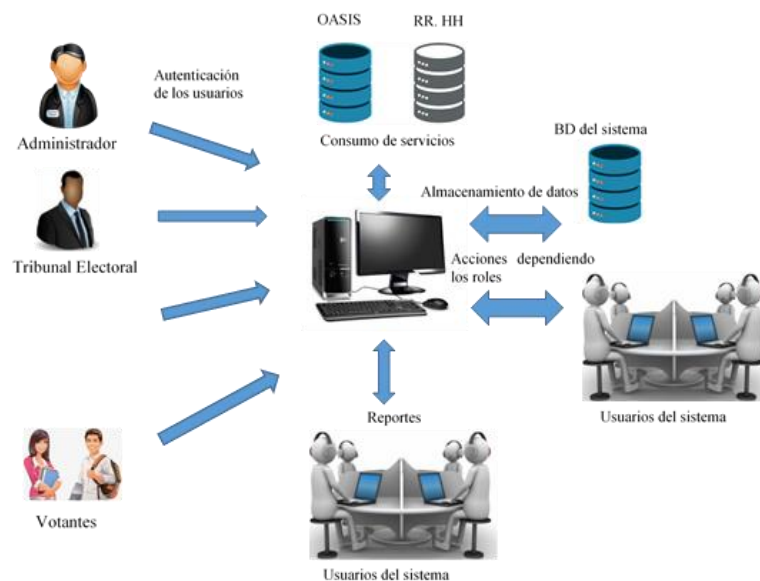 OASIS
RR. HH
Autenticación
de los usuarios
Administrador
Consumo de servicios
BD del sistema
Almacenamiento de datos
Tribunal Electoral
Acciones dependiendo
los roles
Reportes
Usuarios del sistema
Votantes
Usuarios del sistema